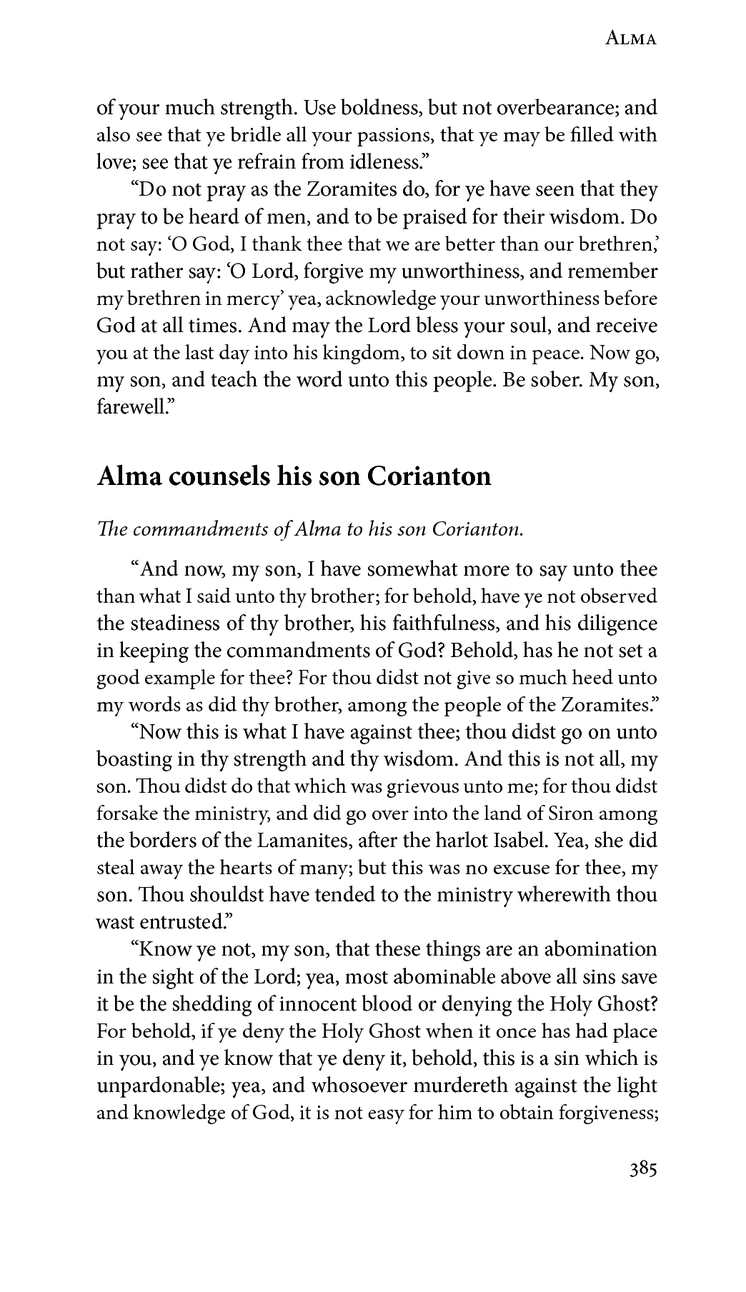 Alma
of your much strength. Use boldness, but not overbearance; and
also see that ye bridle all your passions, that ye may be filled with
love; see that ye refrain from idleness.”
“Do not pray as the Zoramites do, for ye have seen that they
pray to be heard of men, and to be praised for their wisdom. Do
not say: ‘O God, I thank thee that we are better than our brethren,’
but rather say: ‘O Lord, forgive my unworthiness, and remember
my brethren in mercy’ yea, acknowledge your unworthiness before
God at all times. And may the Lord bless your soul, and receive
you at the last day into his kingdom, to sit down in peace. Now go,
my son, and teach the word unto this people. Be sober. My son,
farewell.”
Alma counsels his son Corianton
The commandments of Alma to his son Corianton.
“And now, my son, I have somewhat more to say unto thee
than what I said unto thy brother; for behold, have ye not observed
the steadiness of thy brother, his faithfulness, and his diligence
in keeping the commandments of God? Behold, has he not set a
good example for thee? For thou didst not give so much heed unto
my words as did thy brother, among the people of the Zoramites.”
“Now this is what I have against thee; thou didst go on unto
boasting in thy strength and thy wisdom. And this is not all, my
son. Thou didst do that which was grievous unto me; for thou didst
forsake the ministry, and did go over into the land of Siron among
the borders of the Lamanites, after the harlot Isabel. Yea, she did
steal away the hearts of many; but this was no excuse for thee, my
son. Thou shouldst have tended to the ministry wherewith thou
wast entrusted.”
“Know ye not, my son, that these things are an abomination
in the sight of the Lord; yea, most abominable above all sins save
it be the shedding of innocent blood or denying the Holy Ghost?
For behold, if ye deny the Holy Ghost when it once has had place
in you, and ye know that ye deny it, behold, this is a sin which is
unpardonable; yea, and whosoever murdereth against the light
and knowledge of God, it is not easy for him to obtain forgiveness;
385